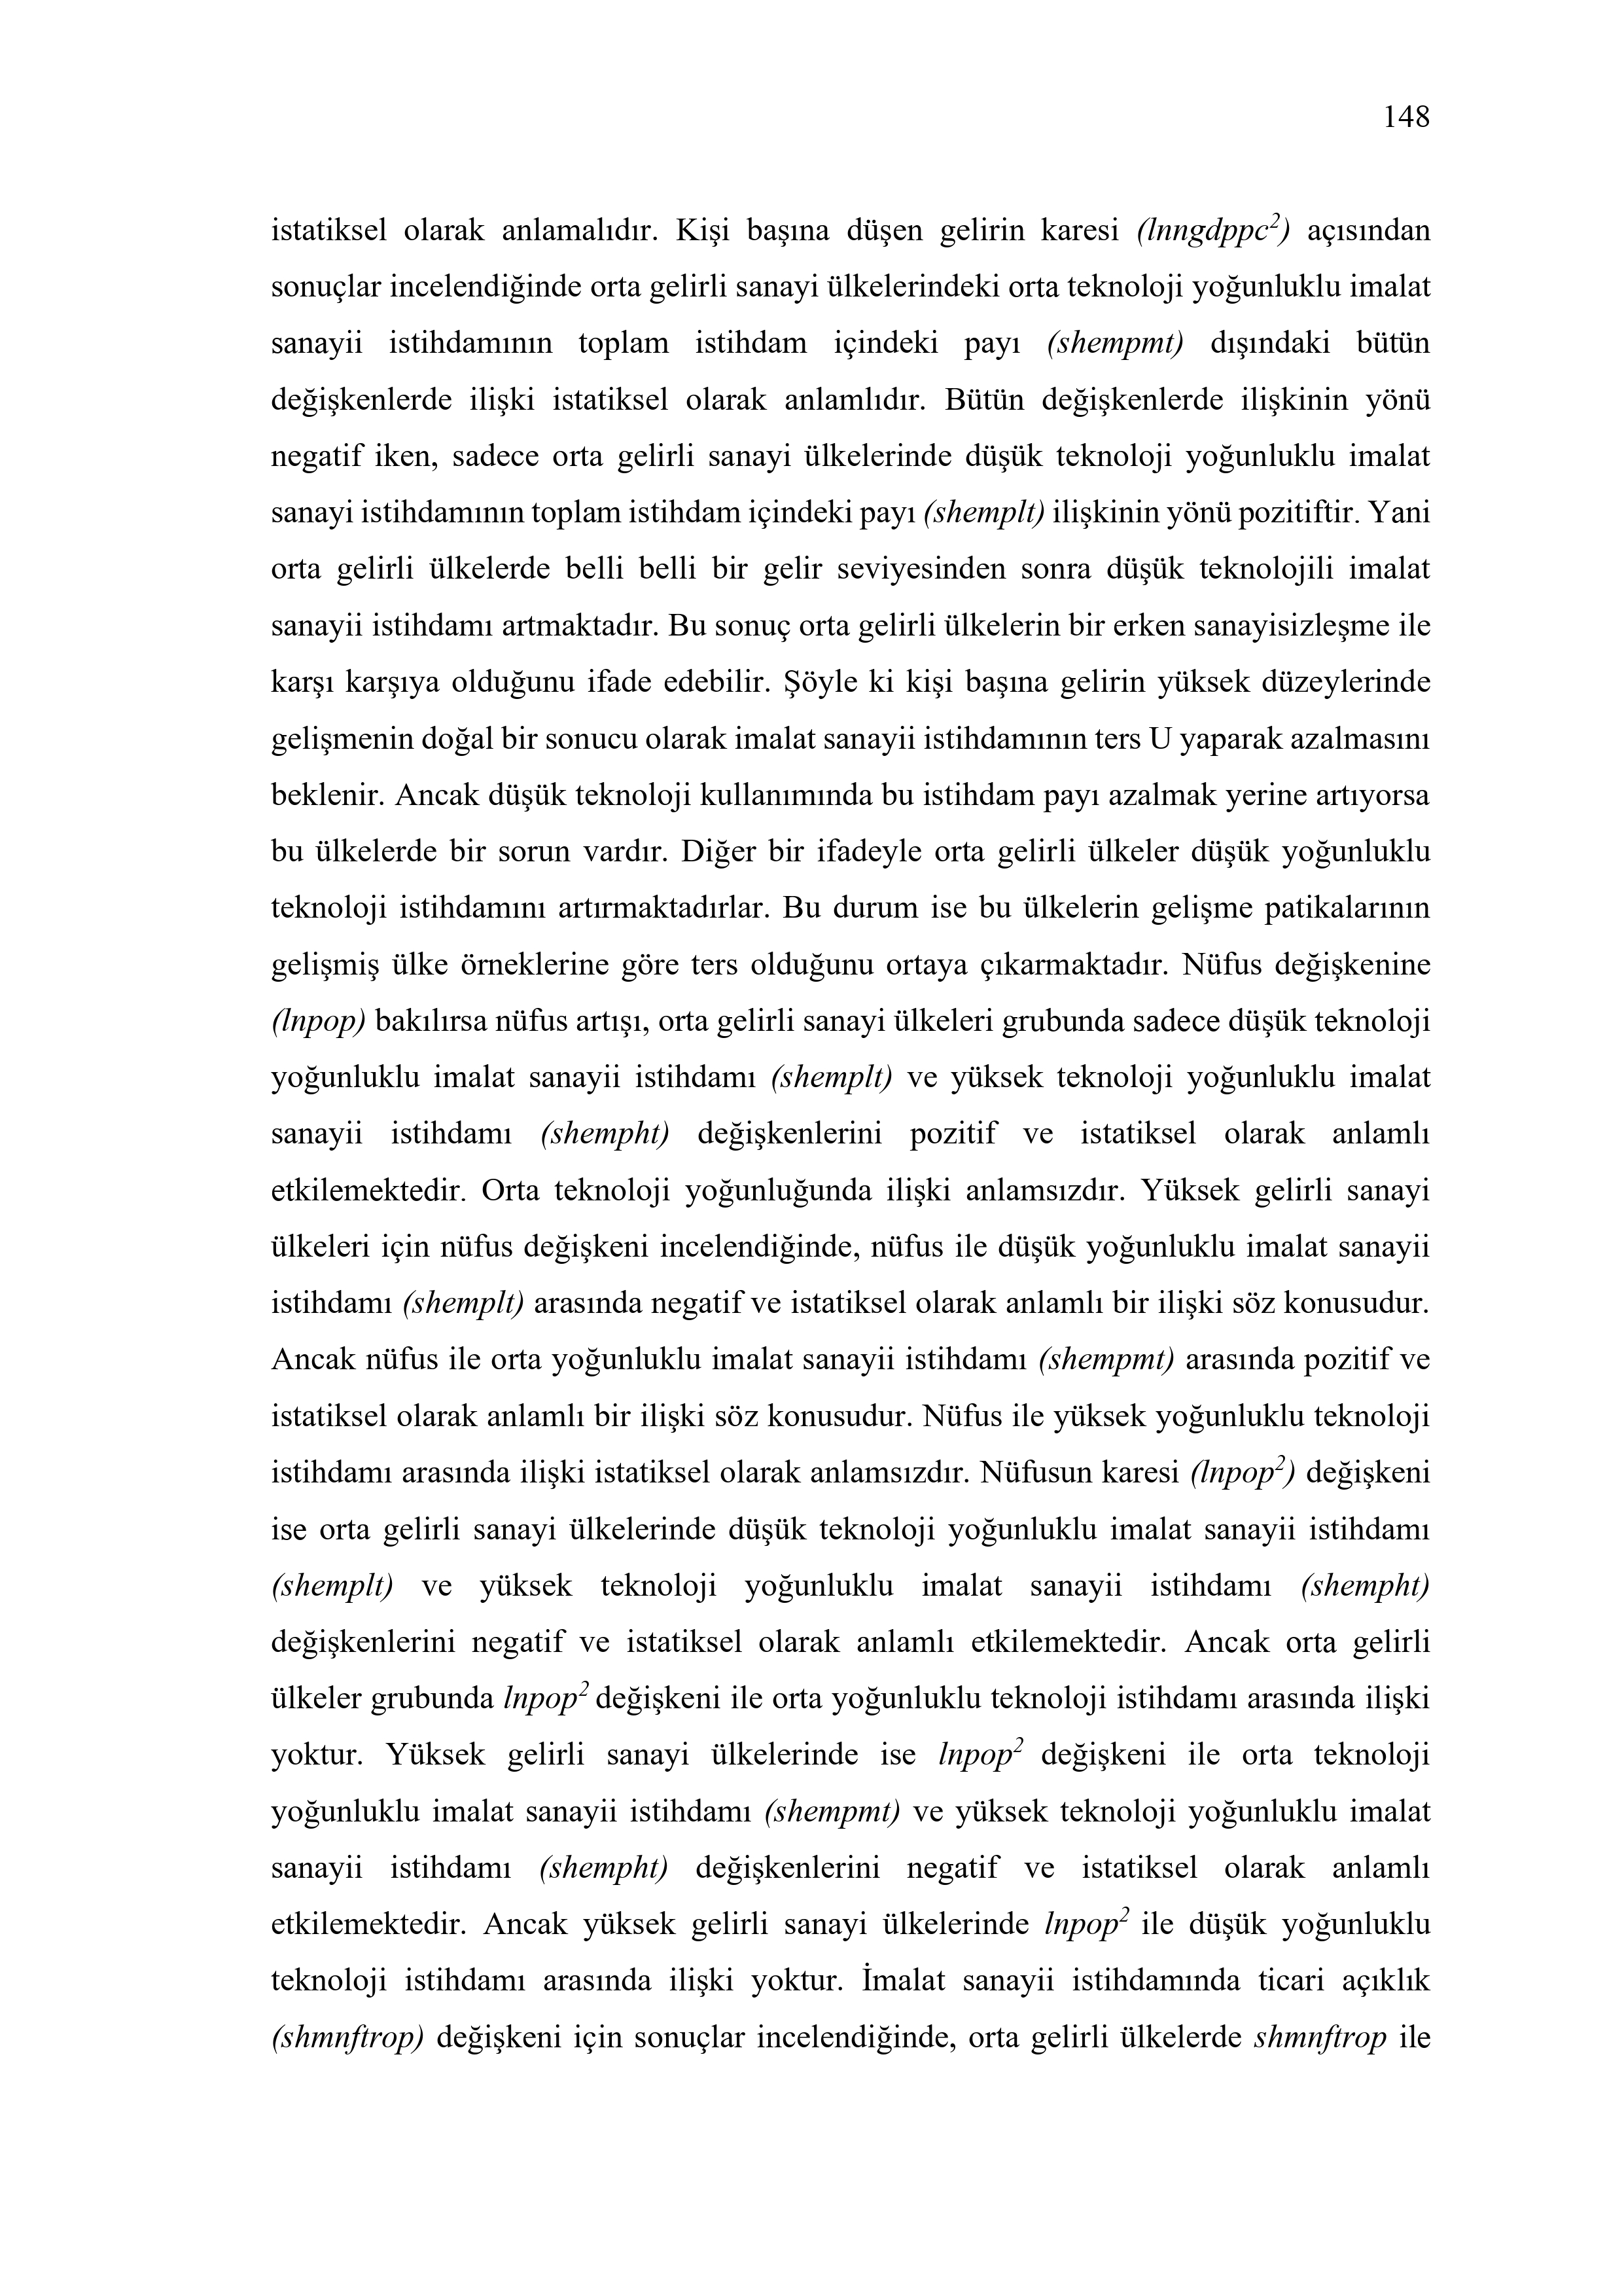 148
istatiksel olarak anlamalıdır. Kişi başına düşen gelirin karesi (lnngdppc²) açısından
sonuçlar incelendiğinde orta gelirli sanayi ülkelerindeki orta teknoloji yoğunluklu imalat
sanayii istihdamının toplam istihdam içindeki payı (shempmt) dışındaki bütün
değişkenlerde ilişki istatiksel olarak anlamlıdır. Bütün değişkenlerde ilişkinin yönü
negatif iken, sadece orta gelirli sanayi ülkelerinde düşük teknoloji yoğunluklu imalat
sanayi istihdamının toplam istihdam içindeki payı (shemplt) ilişkinin yönü pozitiftir. Yani
orta gelirli ülkelerde belli belli bir gelir seviyesinden sonra düşük teknolojili imalat
sanayii istihdamı artmaktadır. Bu sonuç orta gelirli ülkelerin bir erken sanayisizleşme ile
karşı karşıya olduğunu ifade edebilir. Şöyle ki kişi başına gelirin yüksek düzeylerinde
gelişmenin doğal bir sonucu olarak imalat sanayii istihdamının ters U yaparak azalmasını
beklenir. Ancak düşük teknoloji kullanımında bu istihdam payı azalmak yerine artıyorsa
bu ülkelerde bir sorun vardır. Diğer bir ifadeyle orta gelirli ülkeler düşük yoğunluklu
teknoloji istihdamını artırmaktadırlar. Bu durum ise bu ülkelerin gelişme patikalarının
gelişmiş ülke örneklerine göre ters olduğunu ortaya çıkarmaktadır. Nüfus değişkenine
(lnpop) bakılırsa nüfus artışı, orta gelirli sanayi ülkeleri grubunda sadece düşük teknoloji
yoğunluklu imalat sanayii istihdamı (shemplt) ve yüksek teknoloji yoğunluklu imalat
sanayii istihdamı (shempht) değişkenlerini pozitif ve istatiksel olarak anlamlı
etkilemektedir. Orta teknoloji yoğunluğunda ilişki anlamsızdır. Yüksek gelirli sanayi
ülkeleri için nüfus değişkeni incelendiğinde, nüfus ile düşük yoğunluklu imalat sanayii
istihdamı (shemplt) arasında negatif ve istatiksel olarak anlamlı bir ilişki söz konusudur.
Ancak nüfus ile orta yoğunluklu imalat sanayii istihdamı (shempmt) arasında pozitif ve
istatiksel olarak anlamlı bir ilişki söz konusudur. Nüfus ile yüksek yoğunluklu teknoloji
istihdamı arasında ilişki istatiksel olarak anlamsızdır. Nüfusun karesi (lnpop²) değişkeni
ise orta gelirli sanayi ülkelerinde düşük teknoloji yoğunluklu imalat sanayii istihdamı
(shemplt) ve yüksek teknoloji yoğunluklu imalat sanayii istihdamı (shempht)
değişkenlerini negatif ve istatiksel olarak anlamlı etkilemektedir. Ancak orta gelirli
ülkeler grubunda lnpop² değişkeni ile orta yoğunluklu teknoloji istihdamı arasında ilişki
yoktur. Yüksek gelirli sanayi ülkelerinde ise lnpop² değişkeni ile orta teknoloji
yoğunluklu imalat sanayii istihdamı (shempmt) ve yüksek teknoloji yoğunluklu imalat
sanayii istihdamı (shempht) değişkenlerini negatif ve istatiksel olarak anlamlı
etkilemektedir. Ancak yüksek gelirli sanayi ülkelerinde lnpop² ile düşük yoğunluklu
teknoloji istihdamı arasında ilişki yoktur. İmalat sanayii istihdamında ticari açıklık
(shmnftrop) değişkeni için sonuçlar incelendiğinde, orta gelirli ülkelerde shmnftrop ile